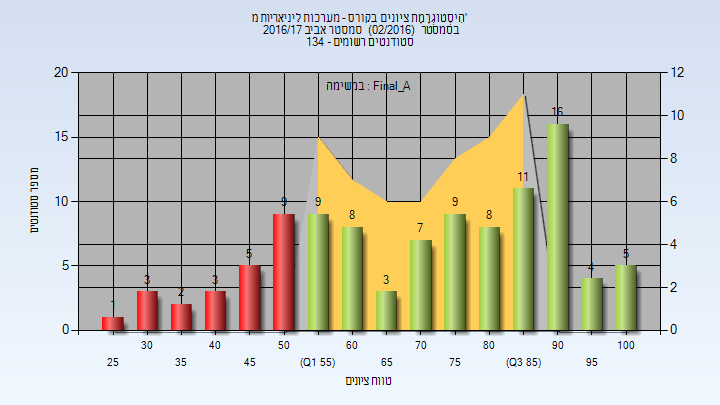 היסטוגרמת ציונים בקורס - מערכות ליניאריות מ'
בסמסטר (02/2016) סמסטר אביב 2016/17
סטודנטים רשומים - 134
במשימה : Final_A
20 15 10 5 0
12 10 8 6 4 2 0
מספר סטודנטים
1 3 2 3 5 9 9 8 3 7 9 8 11 16 4 5
30 40 50 60 70 80 90 100
25 35 45 (Q1 55) 65 75 (Q3 85) 95
טווח ציונים